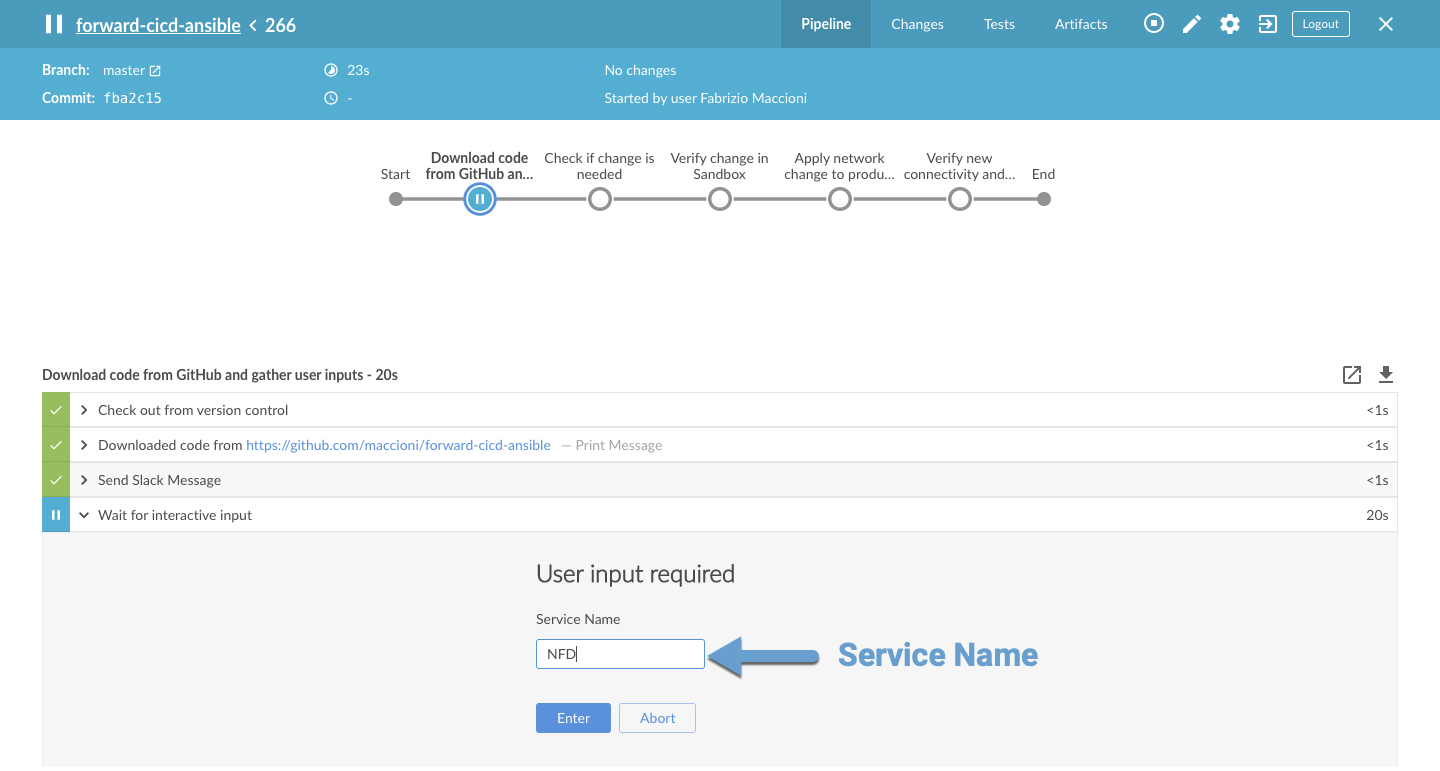 forward-cicd-ansible < 266
Pipeline Changes Tests Artifacts Logout
Branch: master 23s No changes
Commit: fba2c15 - Started by user Fabrizio Maccioni
Start
Download code
from GitHub an...
Check if change is
needed
Verify change in
Sandbox
Apply network
change to produ...
Verify new
connectivity and...
End
Download code from GitHub and gather user inputs - 20s
Check out from version control <1s
Downloaded code from https://github.com/maccioni/forward-cicd-ansible — Print Message <1s
Send Slack Message <1s
Wait for interactive input 20s
User input required
Service Name
NFD
Service Name
Enter Abort